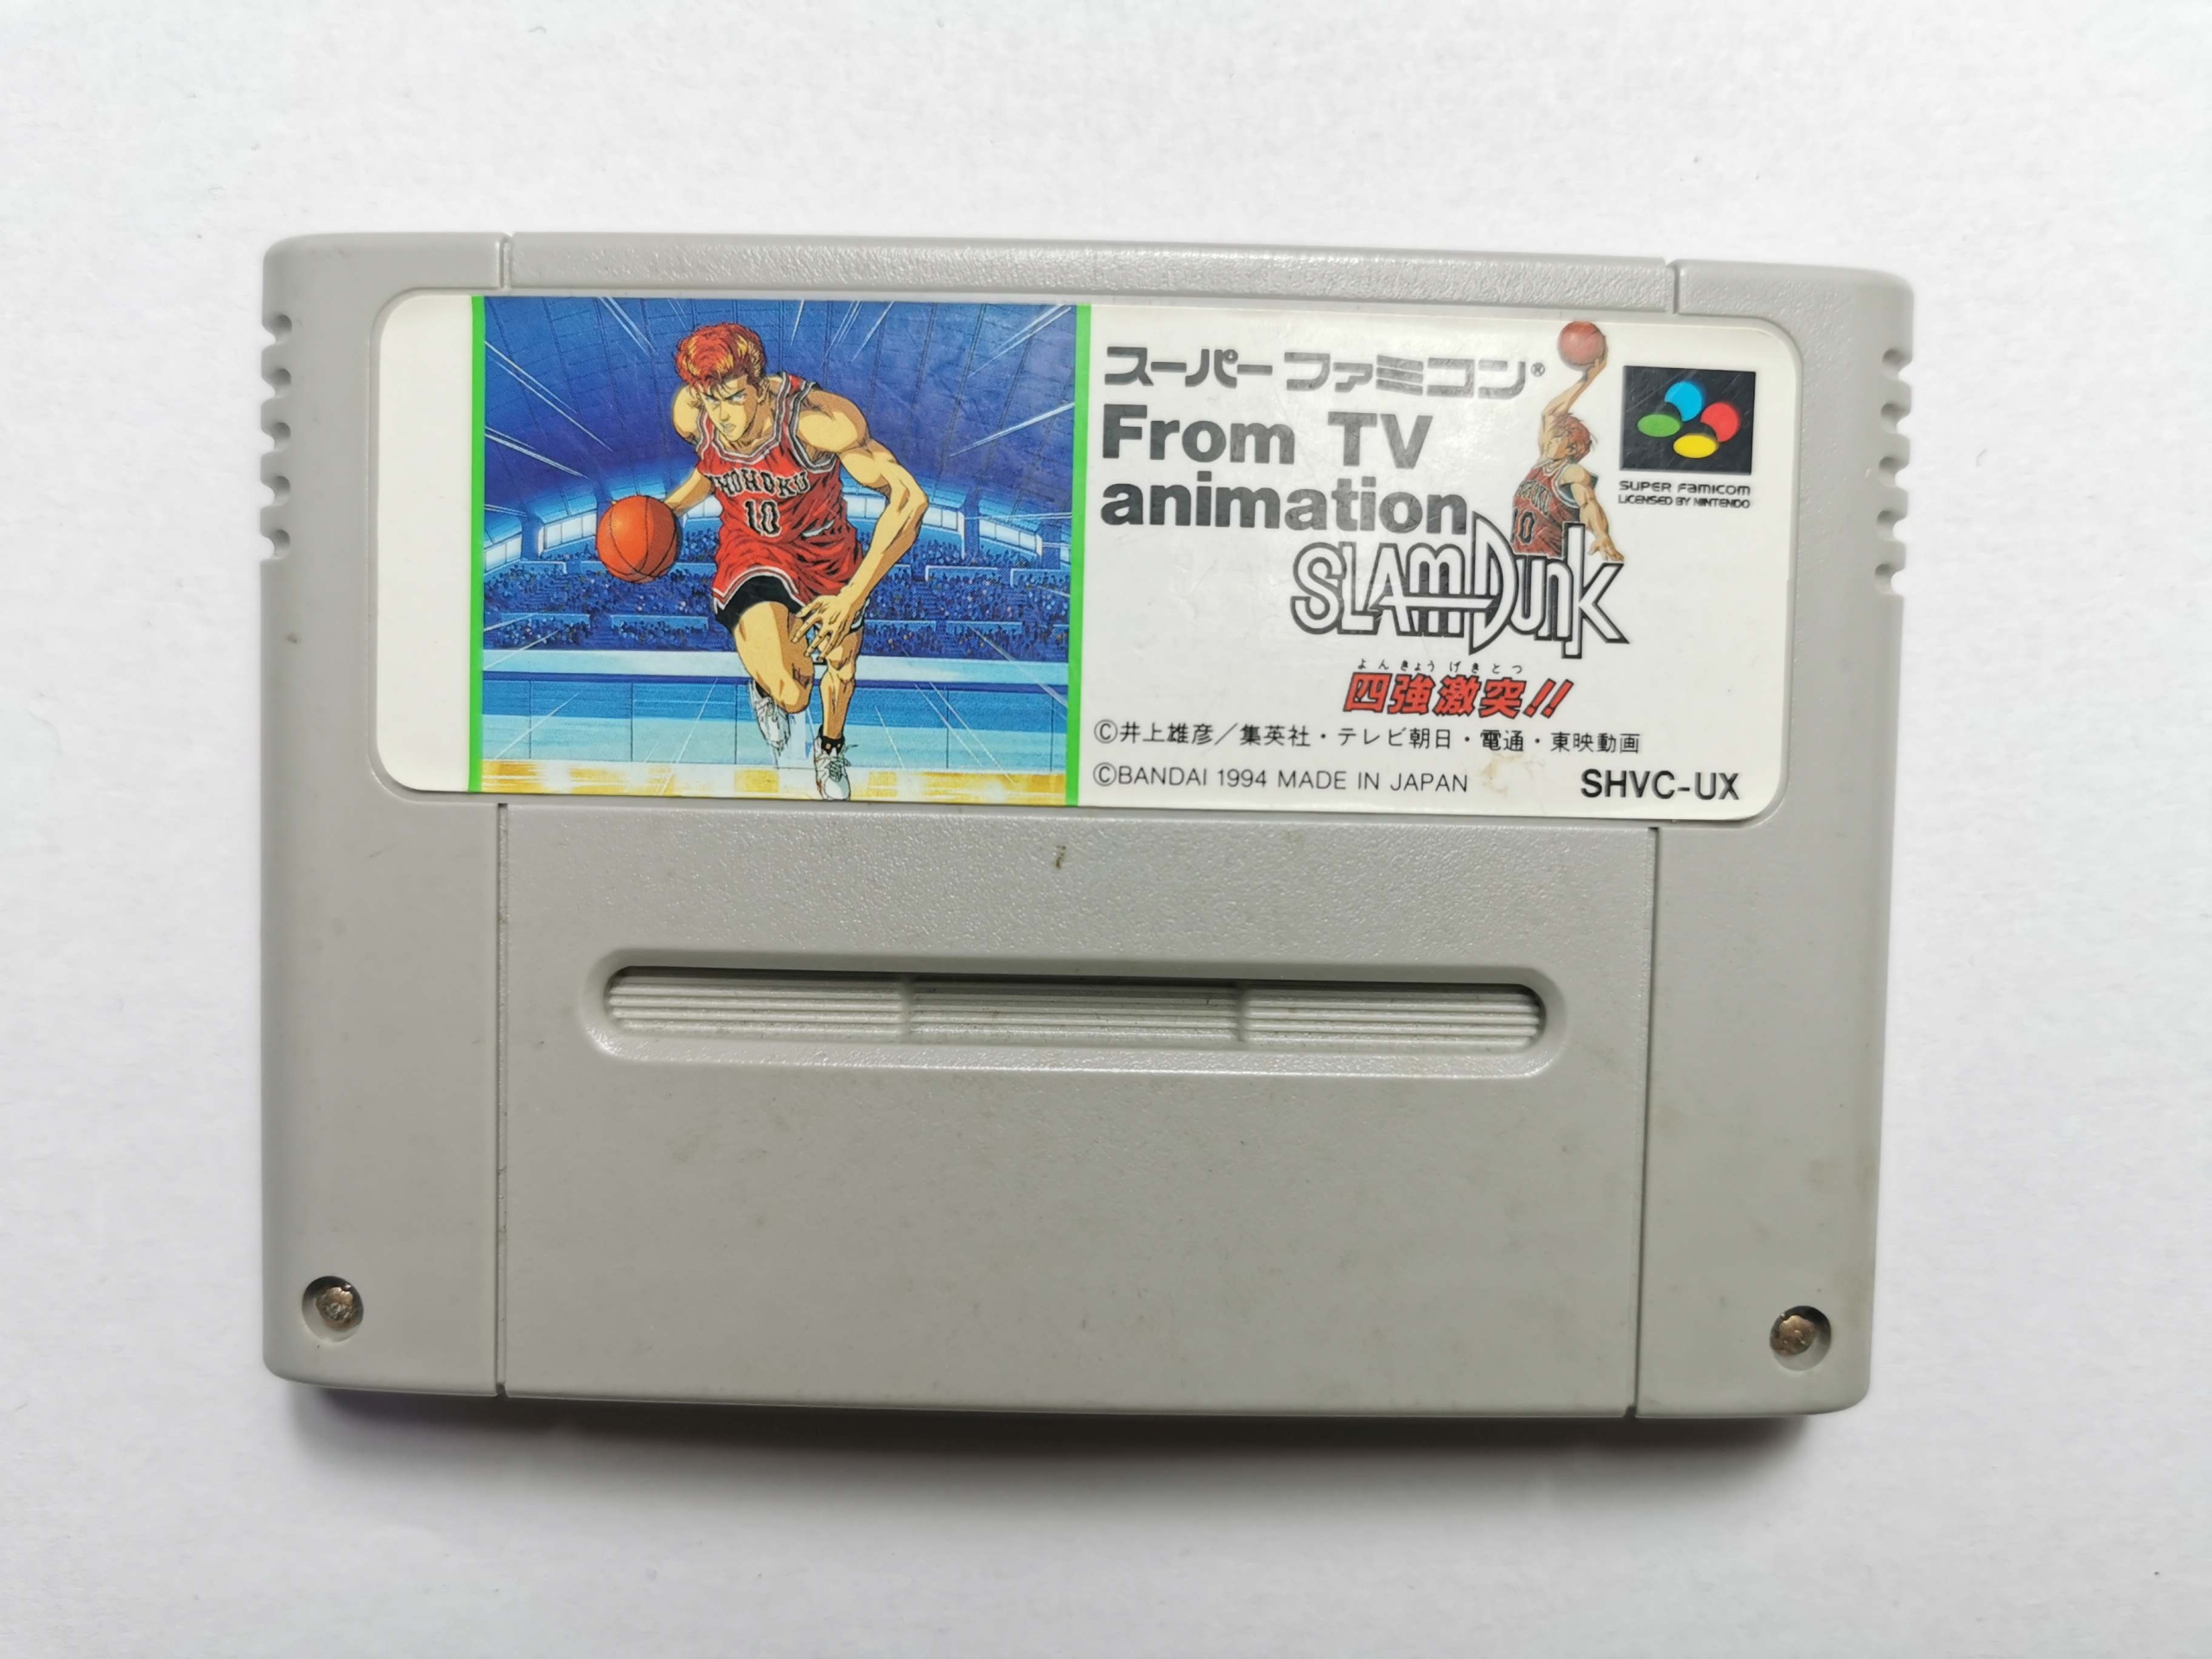 スーパーファミコン®
From TV
animation
SLAM DUNK
よんきょうげきとつ
四強激突!!
©井上雄彦／集英社・テレビ朝日・電通・東映動画
©BANDAI 1994 MADE IN JAPAN
SHVC-UX
SUPER FAMICOM
LICENSED BY NINTENDO
SHOHOKU
10
10